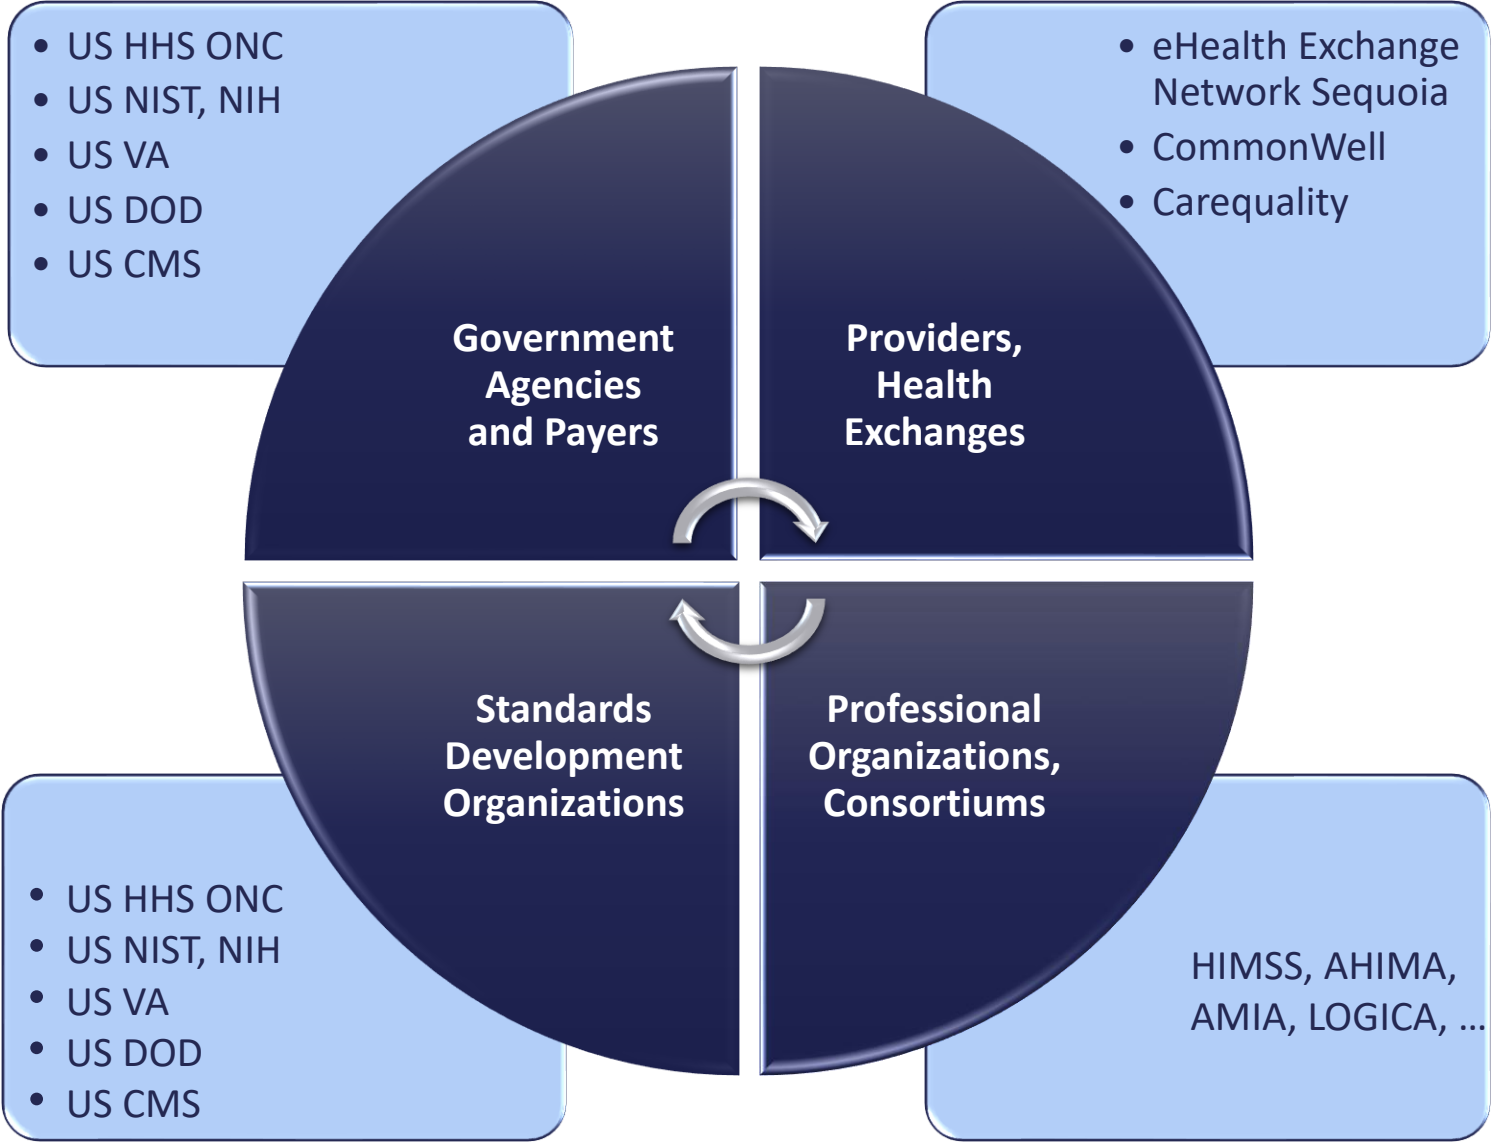 • US HHS ONC
• US NIST, NIH
• US VA
• US DOD
• US CMS
• eHealth Exchange
Network Sequoia
• CommonWell
• Carequality
Government
Agencies
and Payers
Providers,
Health
Exchanges
Standards
Development
Organizations
Professional
Organizations,
Consortiums
• US HHS ONC
• US NIST, NIH
• US VA
• US DOD
• US CMS
HIMSS, AHIMA,
AMIA, LOGICA, ...